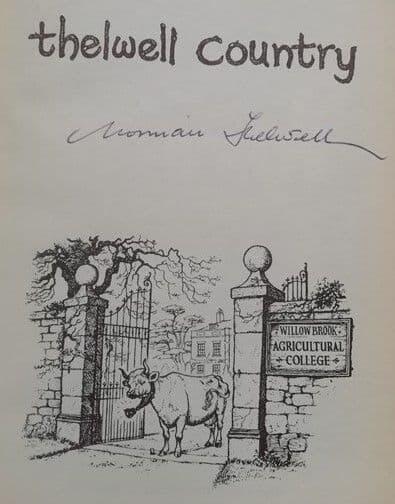 thelwell country
Norman Thelwell
WILLOW BROOK
AGRICULTURAL
COLLEGE